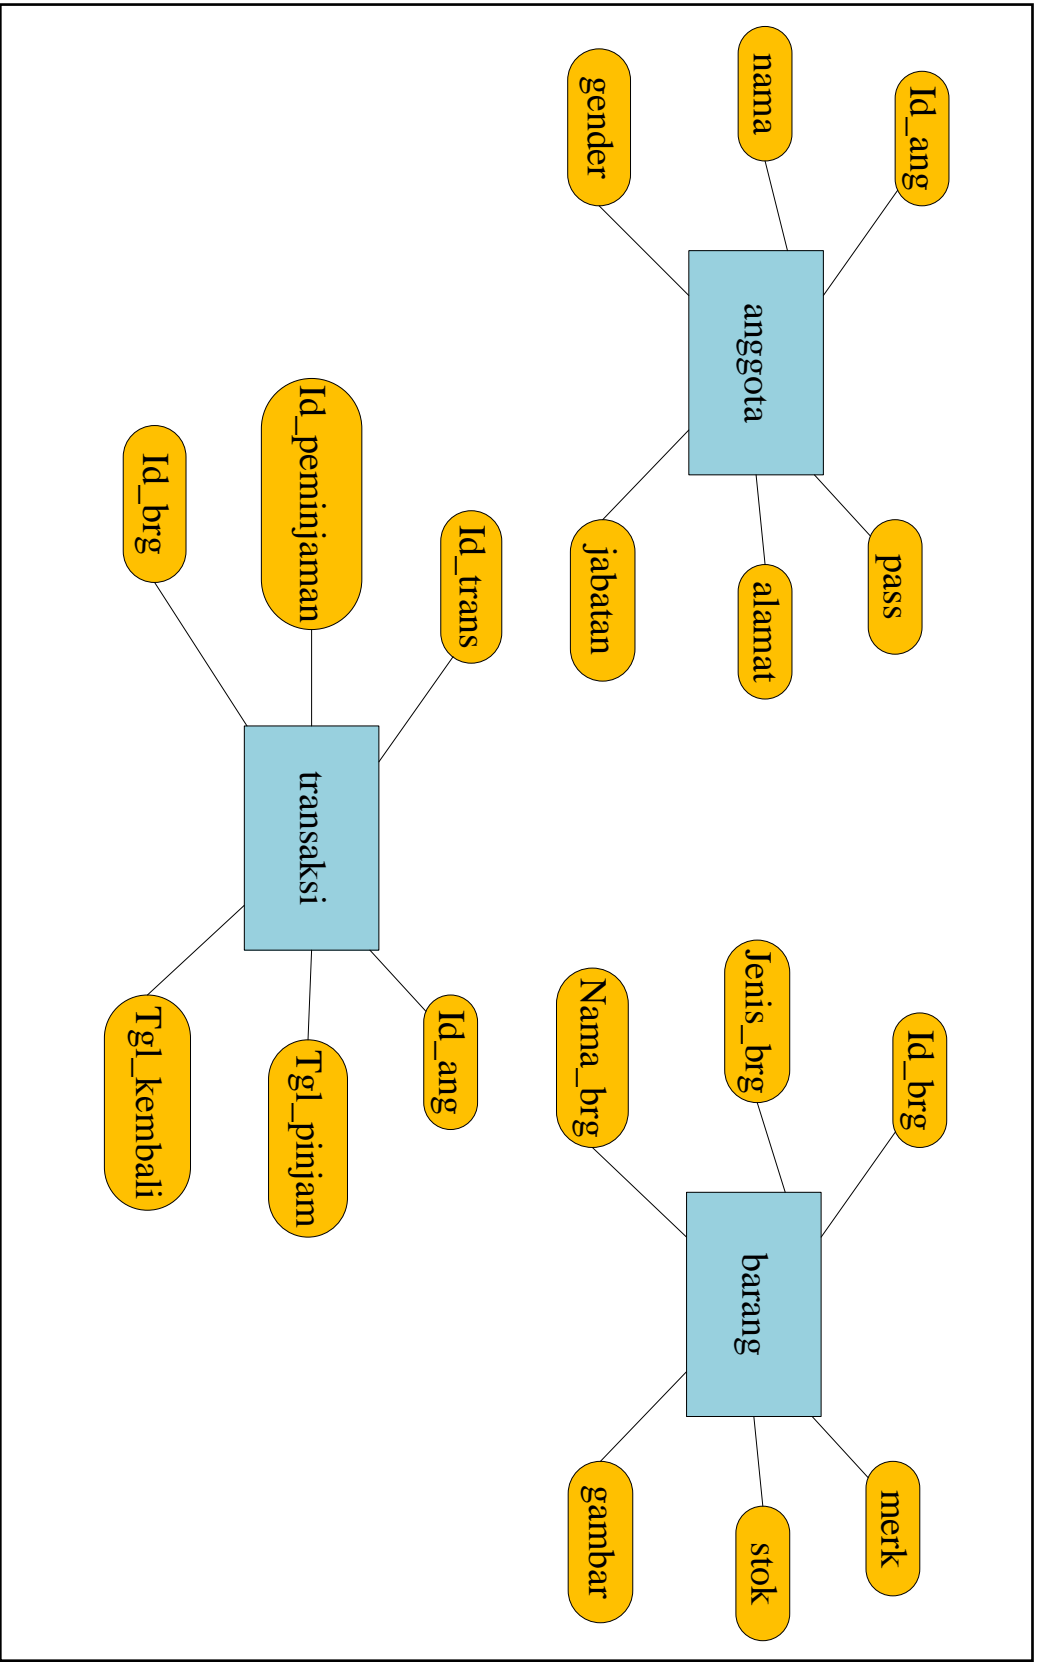 Id_ang
nama
gender
anggota
pass
alamat
jabatan
Id_brg
Jenis_brg
Nama_brg
barang
merk
stok
gambar
Id_trans
Id_peminjaman
Id_brg
transaksi
Id_ang
Tgl_pinjam
Tgl_kembali